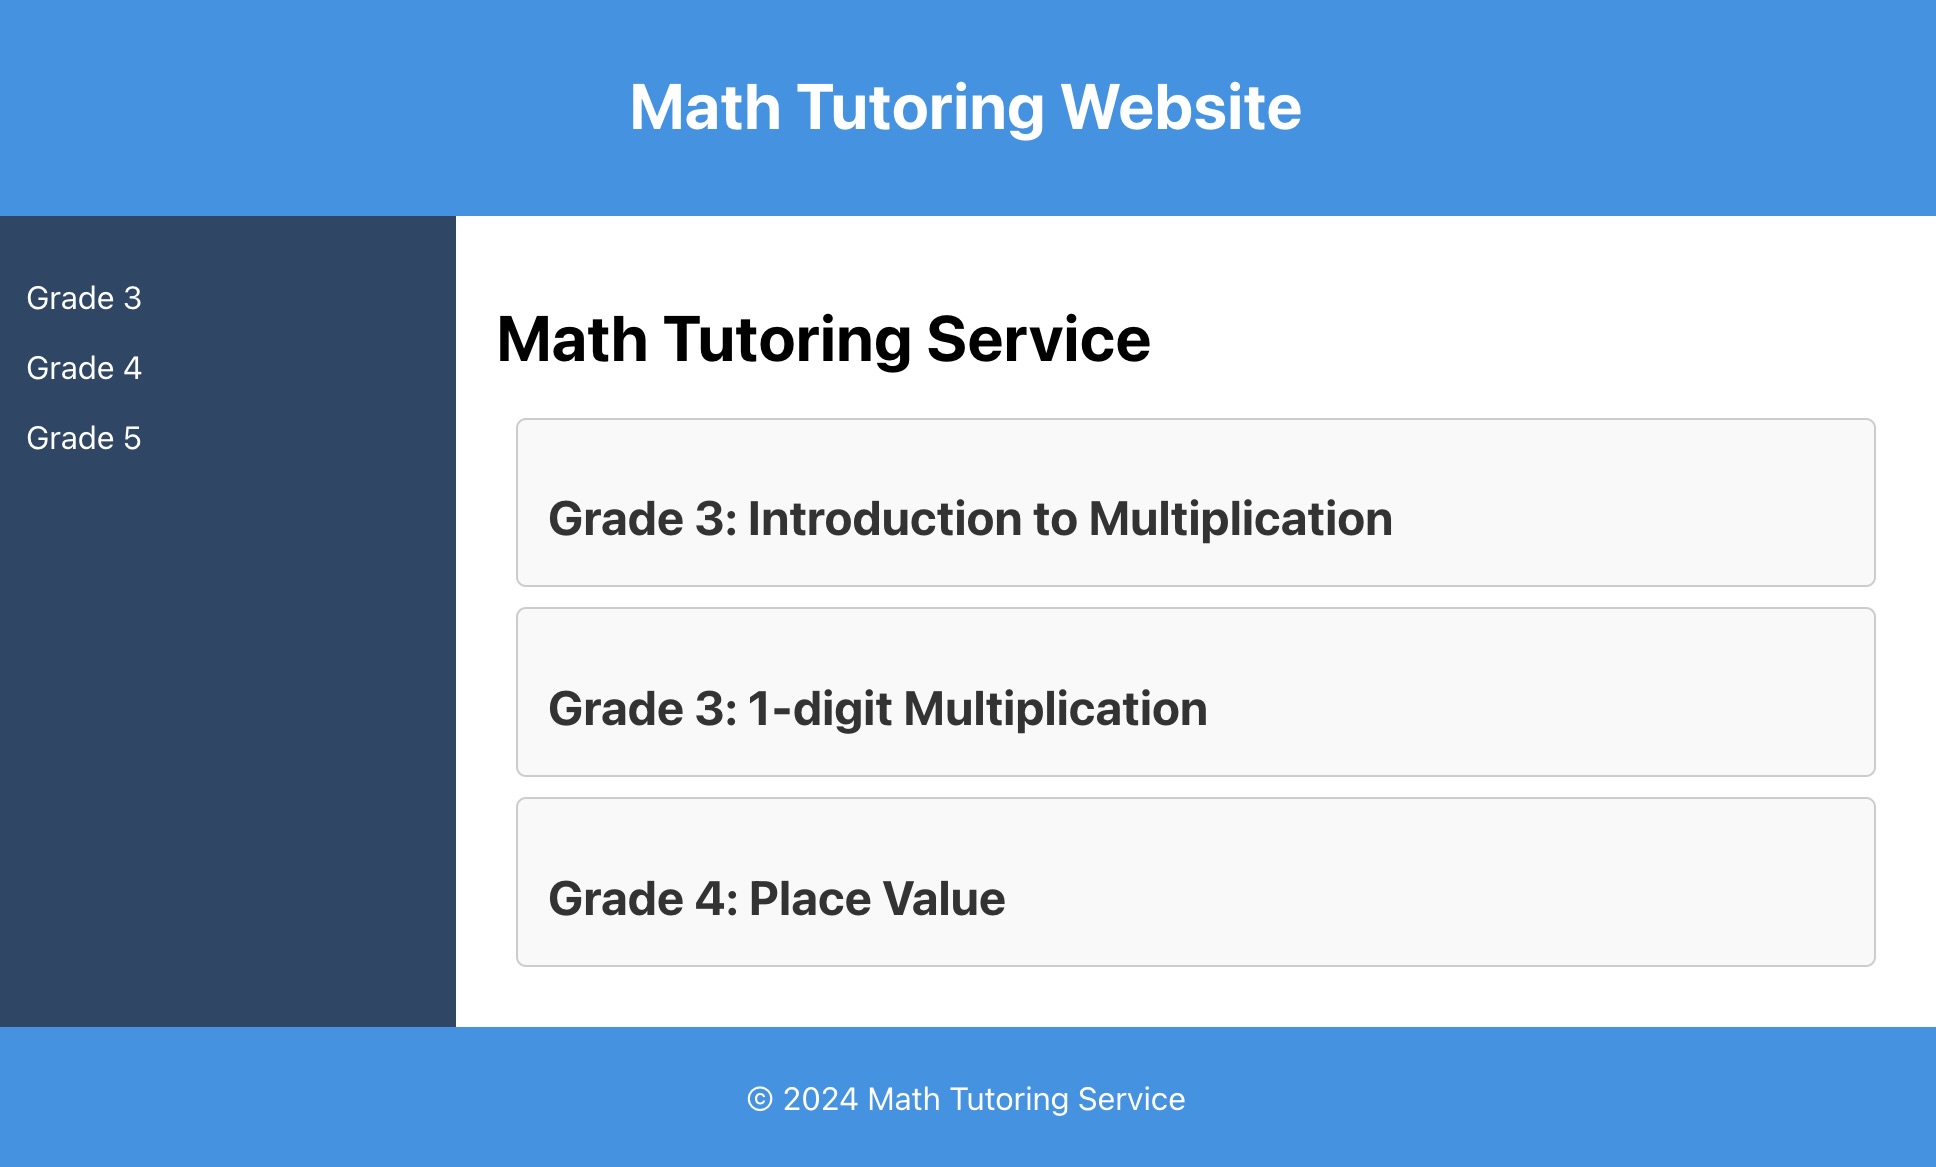 Math Tutoring Website
Grade 3
Grade 4
Grade 5
Math Tutoring Service
Grade 3: Introduction to Multiplication
Grade 3: 1-digit Multiplication
Grade 4: Place Value
© 2024 Math Tutoring Service